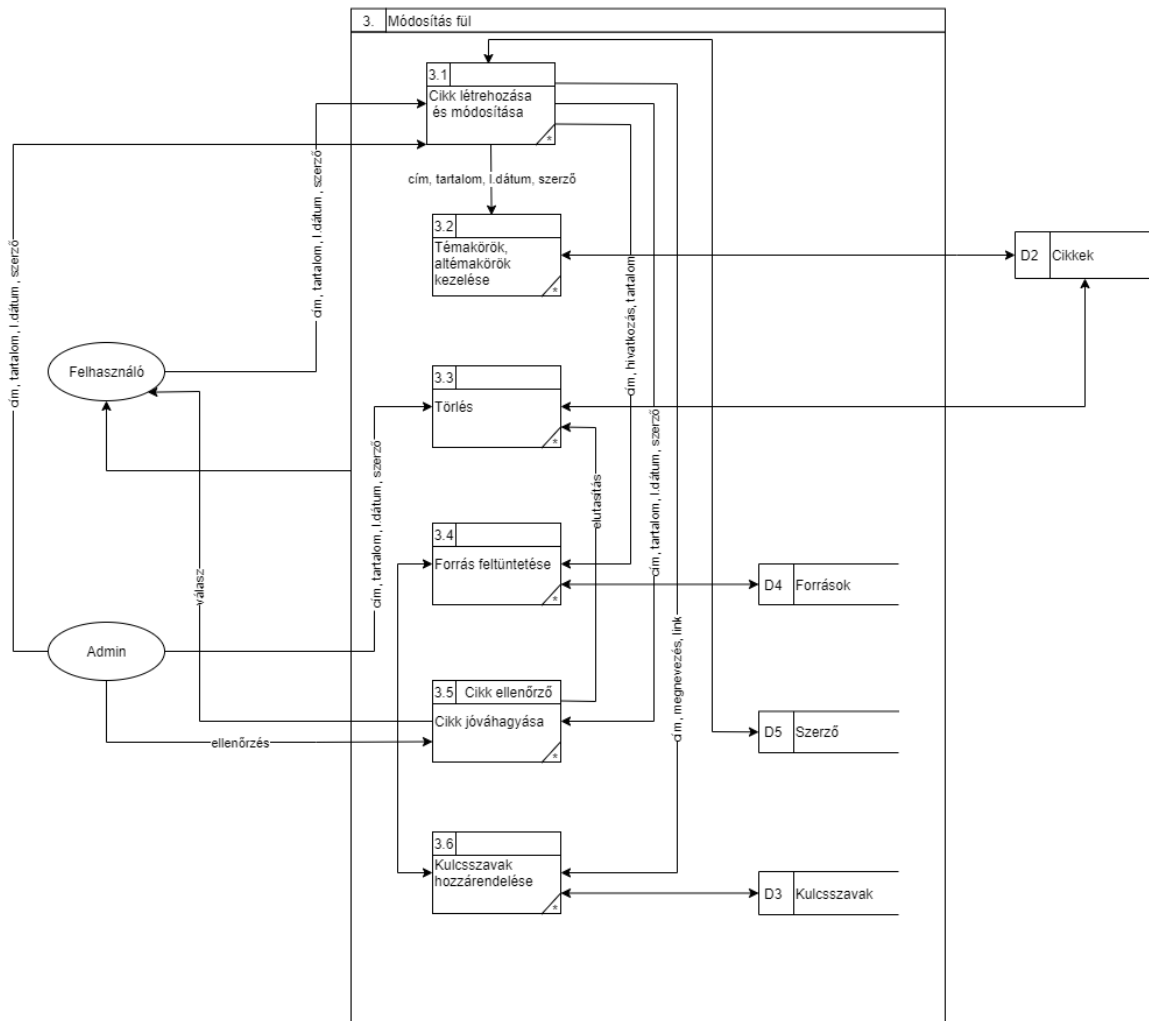 3. Módosítás fül
3.1
Cikk létrehozása
és módosítása
*
cím, tartalom, l.dátum, szerző
3.2
Témakörök,
altémakörök
kezelése
*
D2 Cikkek
cím, tartalom, l.dátum, szerző
cím, tartalom, l.dátum, szerző
cím, hivatkozás, tartalom
Felhasználó
3.3
Törlés
*
cím, tartalom, l.dátum, szerző
cím, tartalom, l.dátum, szerző
elutasítás
3.4
Forrás feltüntetése
*
D4 Források
válasz
Admin
cím, megnevezés, link
3.5 Cikk ellenőrző
Cikk jóváhagyása
*
ellenőrzés
D5 Szerző
3.6
Kulcsszavak
hozzárendelése
*
D3 Kulcsszavak